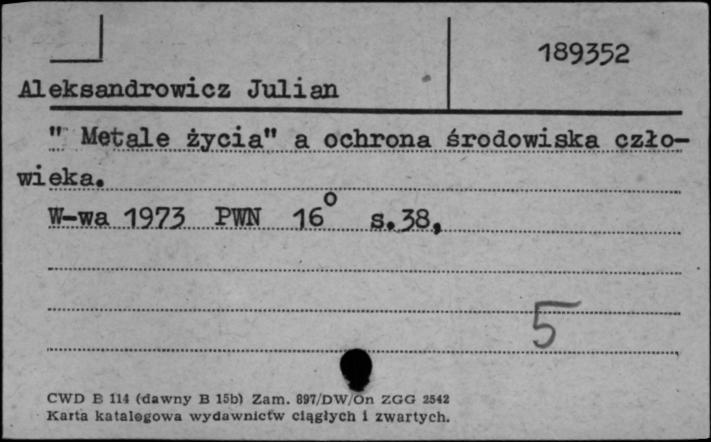 189352
Aleksandrowicz Julian
" Metale życia" a ochrona środowiska czło-
wieka.
W-wa 1973 PWN 16° s.38,
5
CWD B 114 (dawny B 15b) Zam. 897/DW/On ZGG 2542
Karta katalogowa wydawnictw ciągłych i zwartych.